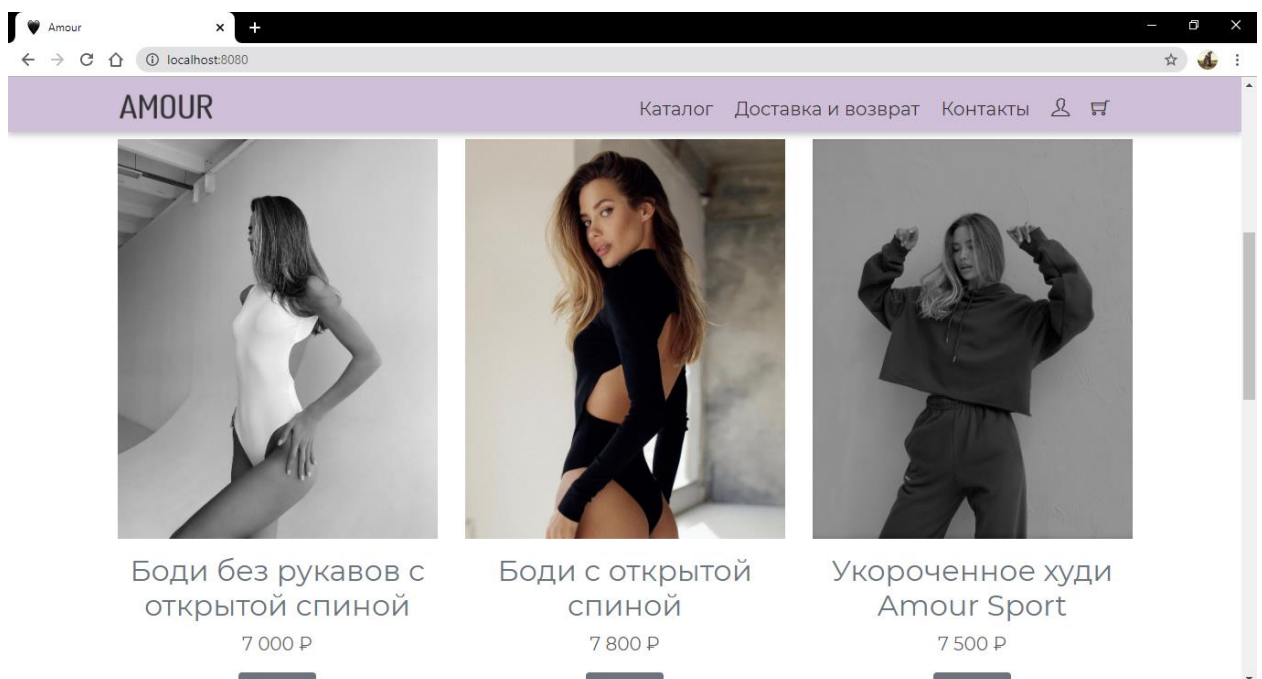 Amour
localhost:8080
AMOUR
Каталог Доставка и возврат Контакты
Боди без рукавов с
открытой спиной
7 000 ₽
Боди с открытой
спиной
7 800 ₽
Укороченное худи
Amour Sport
7 500 ₽